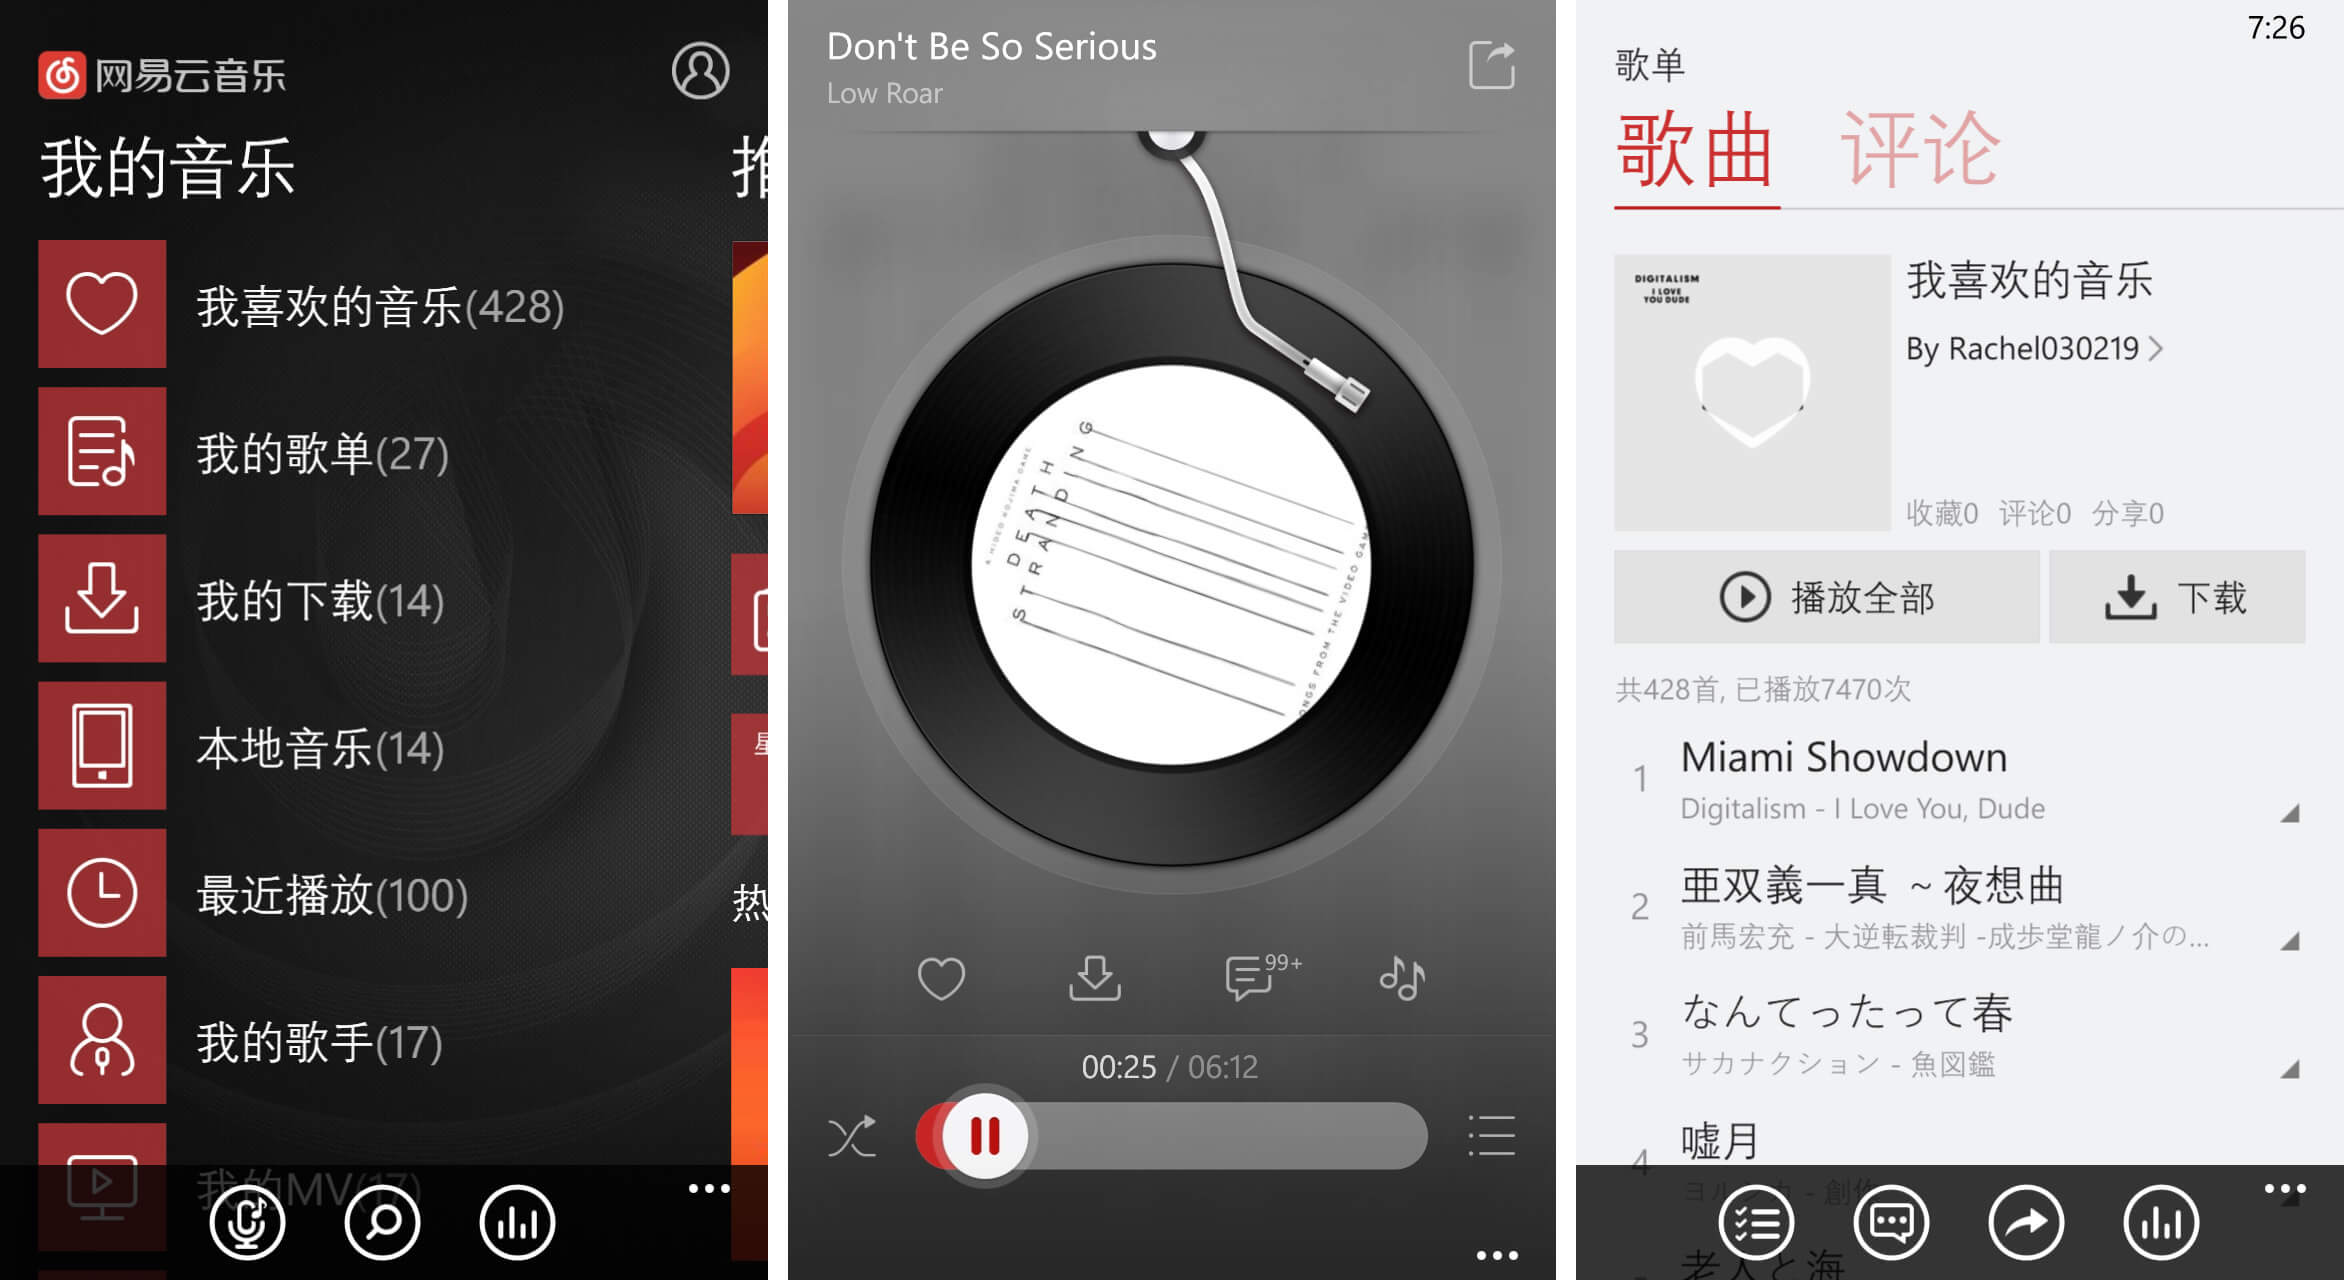 网易云音乐
我的音乐
我喜欢的音乐(428)
我的歌单(27)
我的下载(14)
本地音乐(14)
最近播放(100)
我的歌手(17)
我的MV(17)
推
星
热
Don't Be So Serious
Low Roar
A HIDEO KOJIMA GAME
DEATH
STRANDING
SONGS FROM THE VIDEO GAME
99+
00:25 / 06:12
7:26
歌单
歌曲 评论
DIGITALISM
I LOVE
YOU DUDE
我喜欢的音乐
By Rachel030219
收藏0 评论0 分享0
播放全部 下载
共428首, 已播放7470次
1 Miami Showdown
Digitalism - I Love You, Dude
2 亜双義一真 ~ 夜想曲
前馬宏充 - 大逆転裁判 -成歩堂龍ノ介の...
3 なんてったって春
サカナクション - 魚図鑑
4 嘘月
ヨルシカ - 創作
老人と海